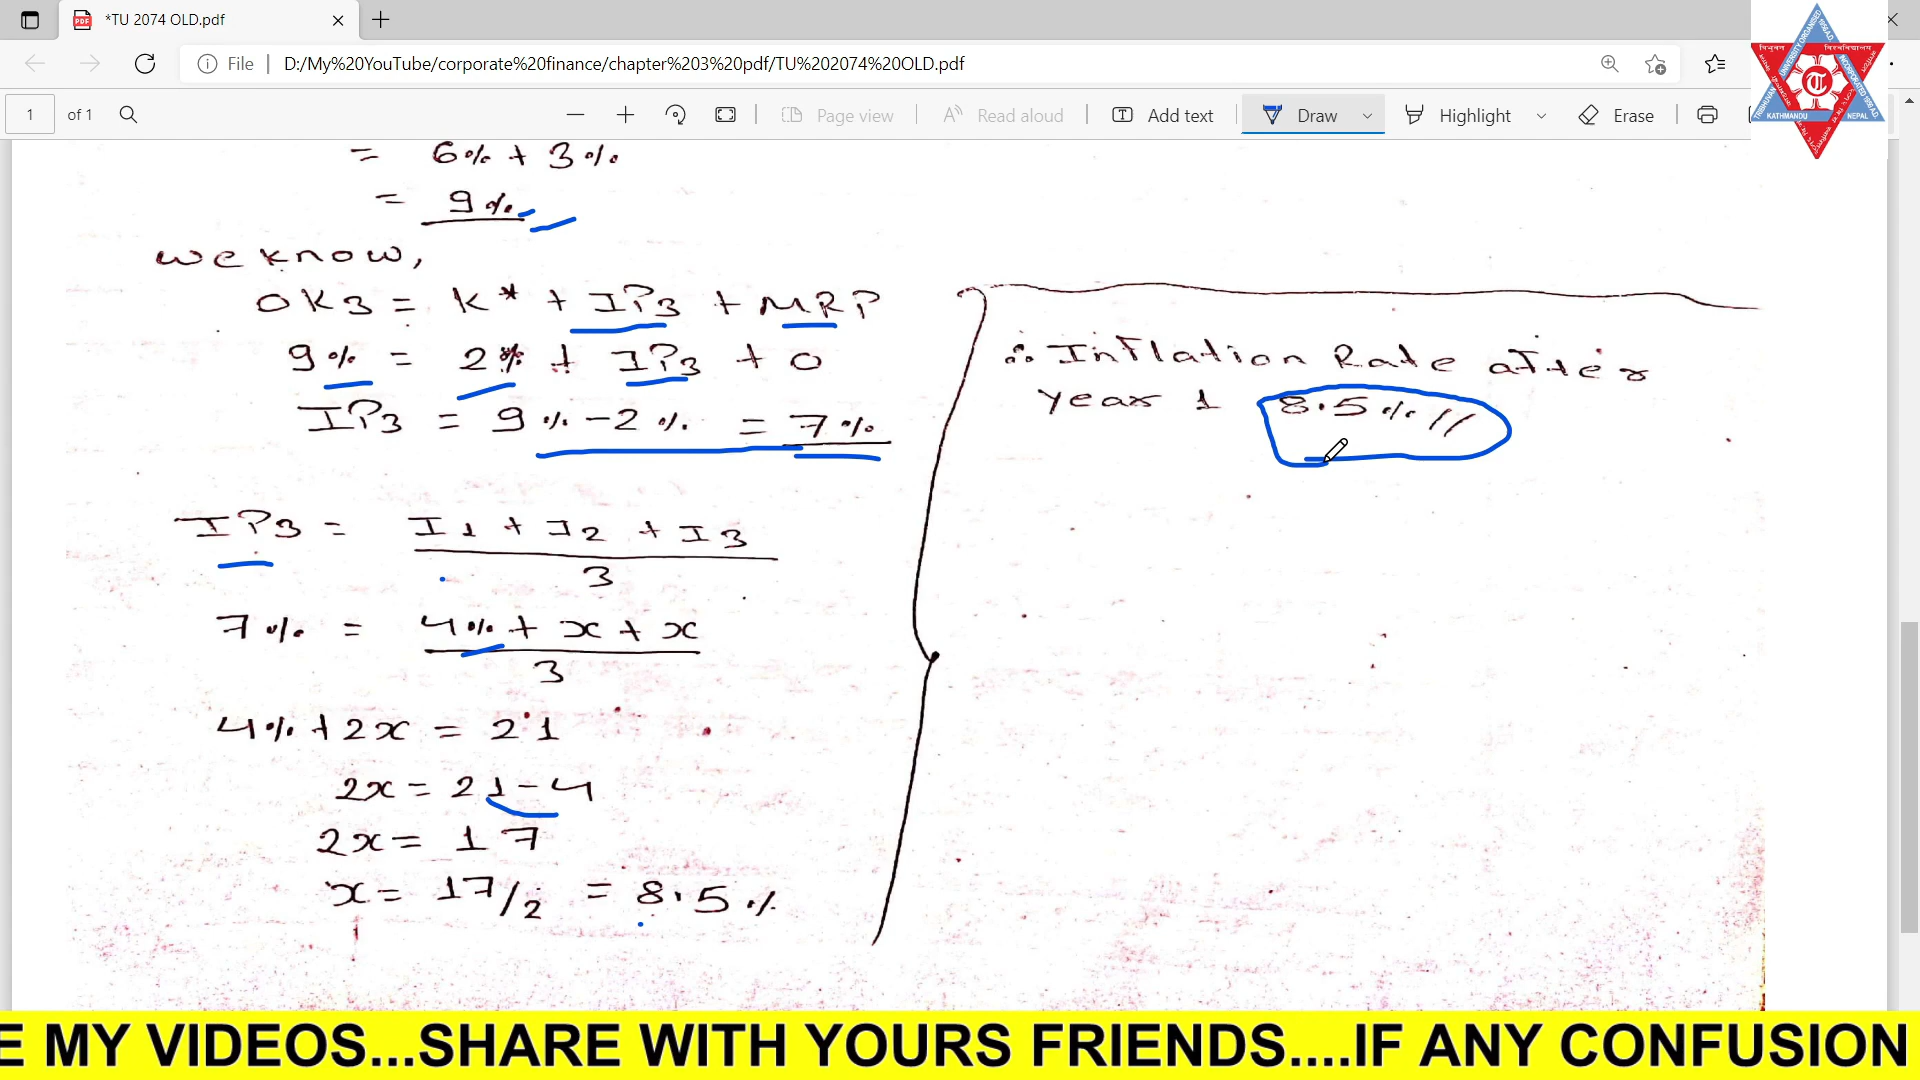 *TU 2074 OLD.pdf
File
D:/My%20YouTube/corporate%20finance/chapter%203%20pdf/TU%202074%20OLD.pdf
1 of 1
Page view
Read aloud
Add text
Draw
Highlight
Erase
= 6% + 3%
= 9%
we know,
OK3 = K* + IP3 + MRP
9% = 2% + IP3 + 0
IP3 = 9% - 2% = 7%
IP3 = I1 + I2 + I3
3
7% = 4% + x + x
3
4% + 2x = 21
2x = 21 - 4
2x = 17
x = 17/2 = 8.5%
∴ Inflation Rate after
year 1 8.5% //
KATHMANDU
NEPAL
E MY VIDEOS...SHARE WITH YOURS FRIENDS....IF ANY CONFUSION